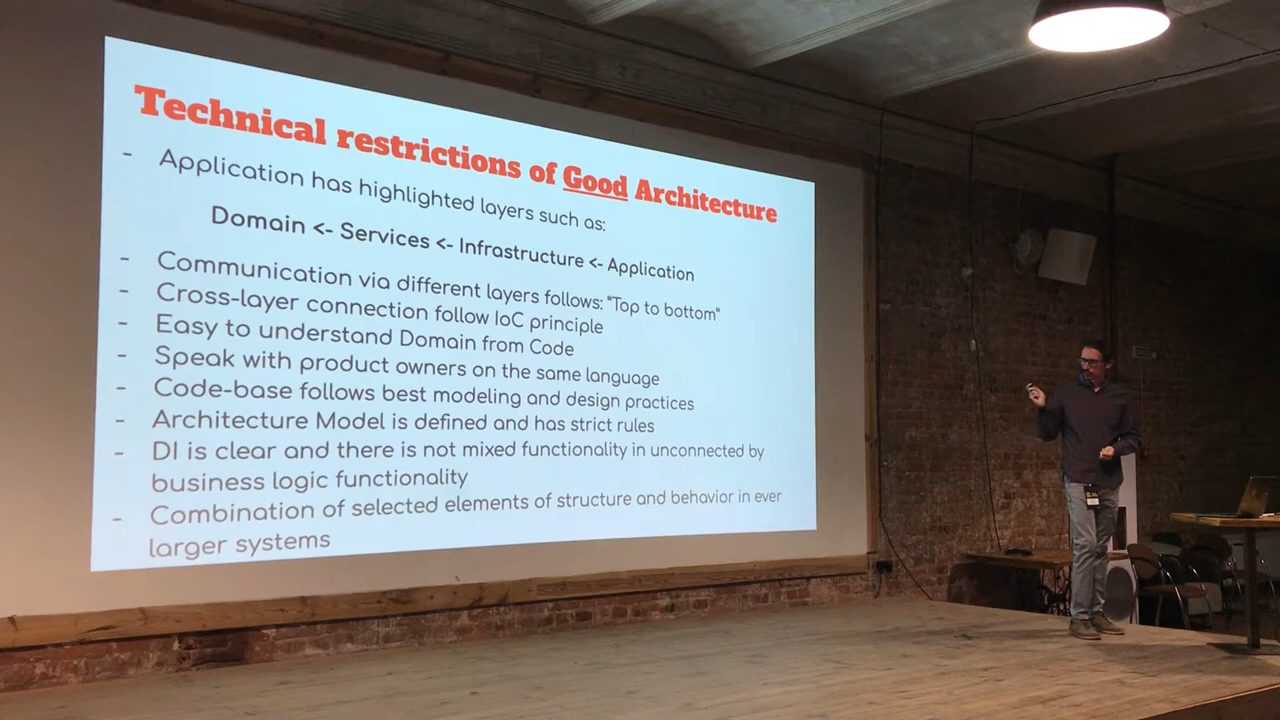 Technical restrictions of Good Architecture
- Application has highlighted layers such as:
Domain <- Services <- Infrastructure <- Application
- Communication via different layers follows: "Top to bottom"
- Cross-layer connection follow IoC principle
- Easy to understand Domain from Code
- Speak with product owners on the same language
- Code-base follows best modeling and design practices
- Architecture Model is defined and has strict rules
- DI is clear and there is not mixed functionality in unconnected by
business logic functionality
- Combination of selected elements of structure and behavior in ever
larger systems